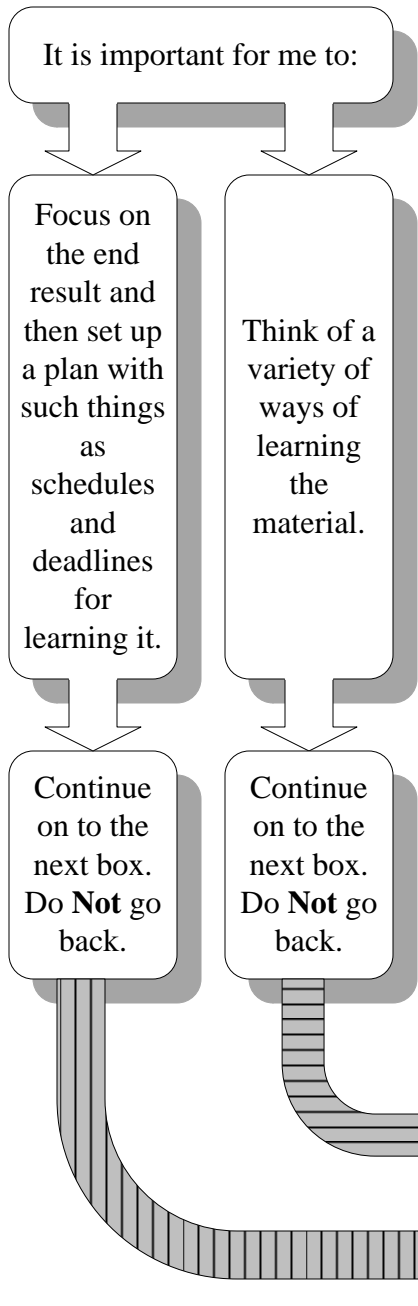 It is important for me to:
Focus on
the end
result and
then set up
a plan with
such things
as
schedules
and
deadlines
for
learning it.
Think of a
variety of
ways of
learning
the
material.
Continue
on to the
next box.
Do Not go
back.
Continue
on to the
next box.
Do Not go
back.